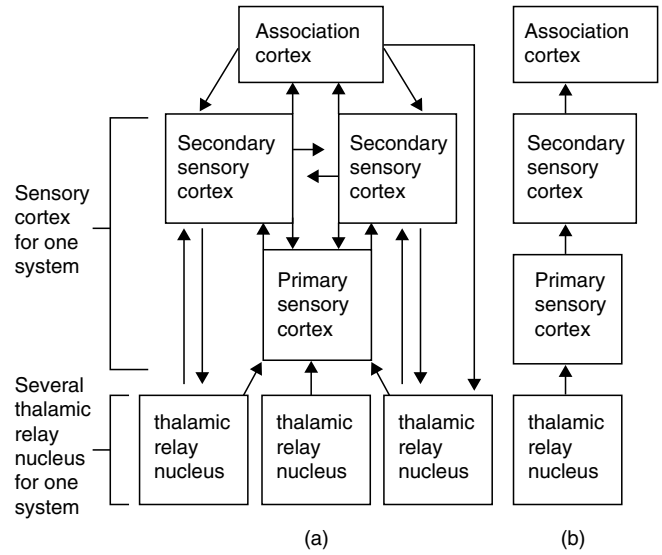 Association
cortex
Secondary
sensory
cortex
Secondary
sensory
cortex
Sensory
cortex
for one
system
Primary
sensory
cortex
Several
thalamic
relay
nucleus
for one
system
thalamic
relay
nucleus
thalamic
relay
nucleus
thalamic
relay
nucleus
(a)
Association
cortex
Secondary
sensory
cortex
Primary
sensory
cortex
thalamic
relay
nucleus
(b)